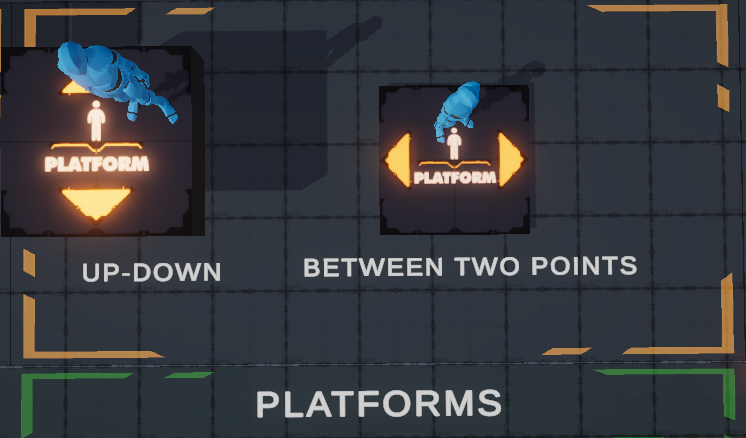 PLATFORM
PLATFORM
UP-DOWN
BETWEEN TWO POINTS
PLATFORMS